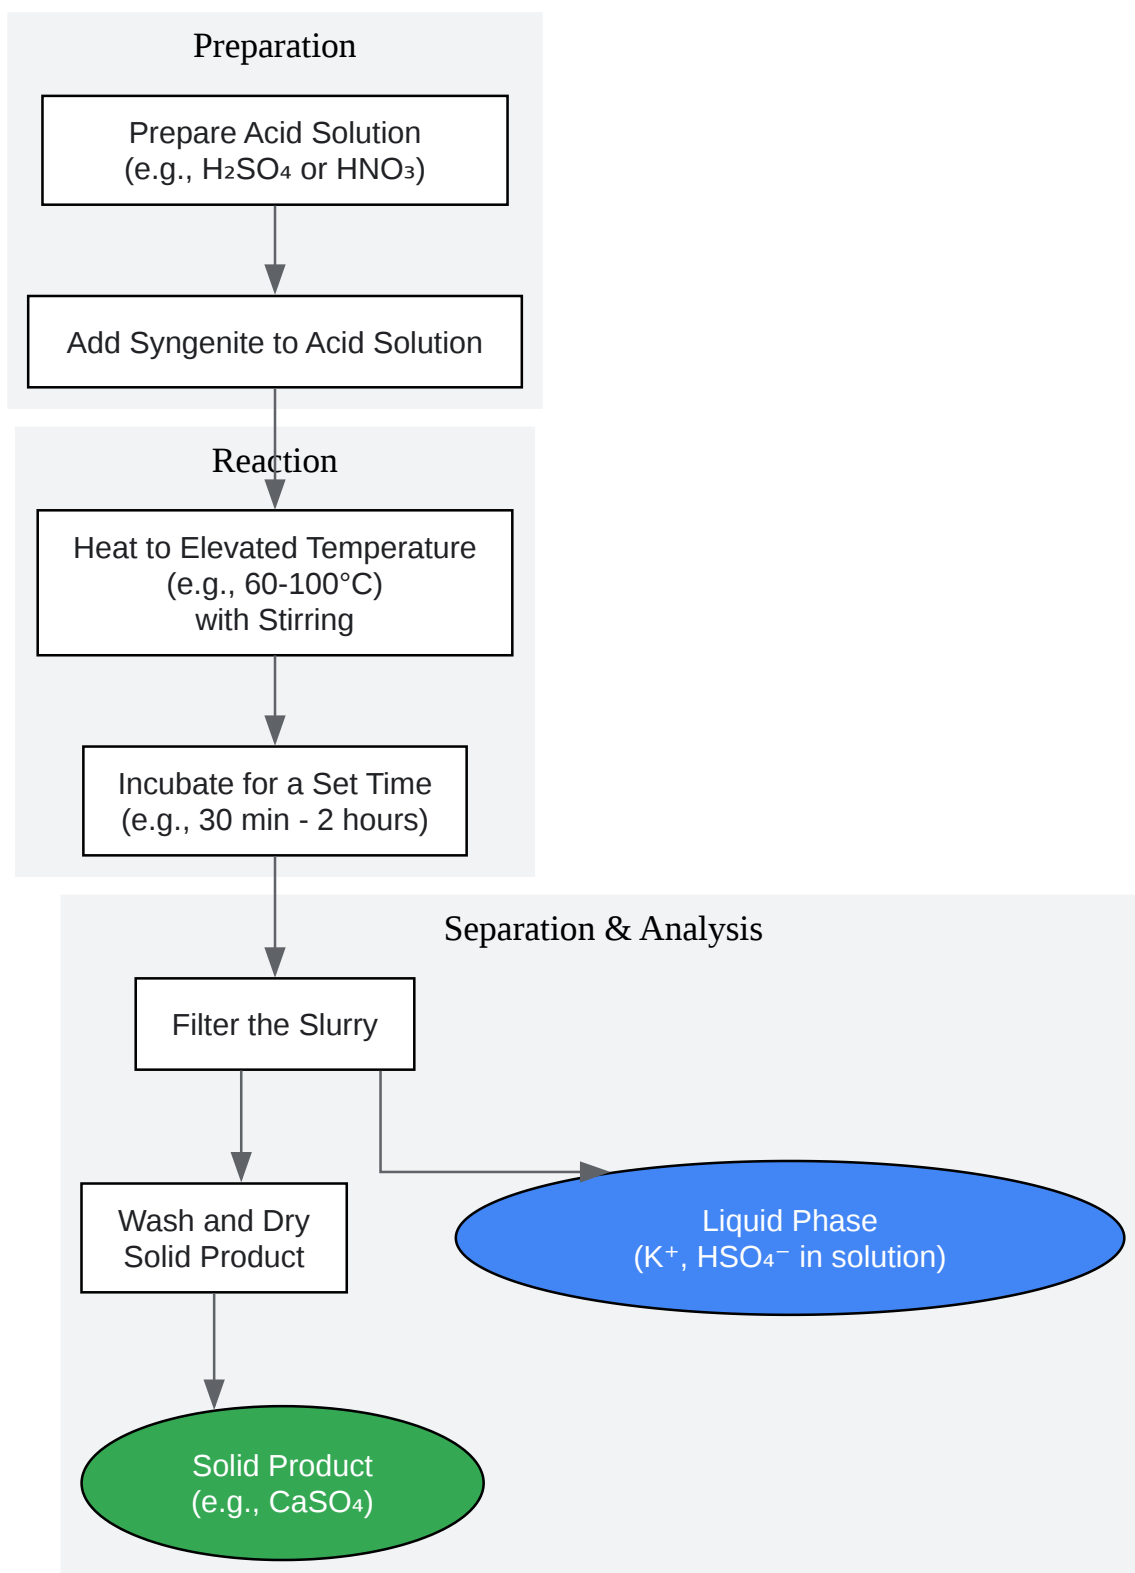 Preparation
Prepare Acid Solution
(e.g., H₂SO₄ or HNO₃)
Add Syngenite to Acid Solution
Reaction
Heat to Elevated Temperature
(e.g., 60-100°C)
with Stirring
Incubate for a Set Time
(e.g., 30 min - 2 hours)
Separation & Analysis
Filter the Slurry
Wash and Dry
Solid Product
Liquid Phase
(K⁺, HSO₄⁻ in solution)
Solid Product
(e.g., CaSO₄)